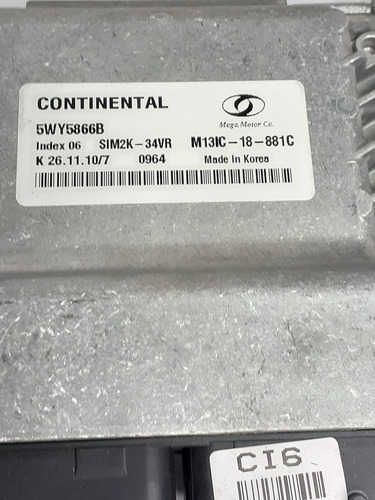 CONTINENTAL
Mega Motor Co.
5WY5866B
Index 06 SIM2K-34VR M13IC-18-881C
K 26.11.10/7 0964 Made In Korea
CI6